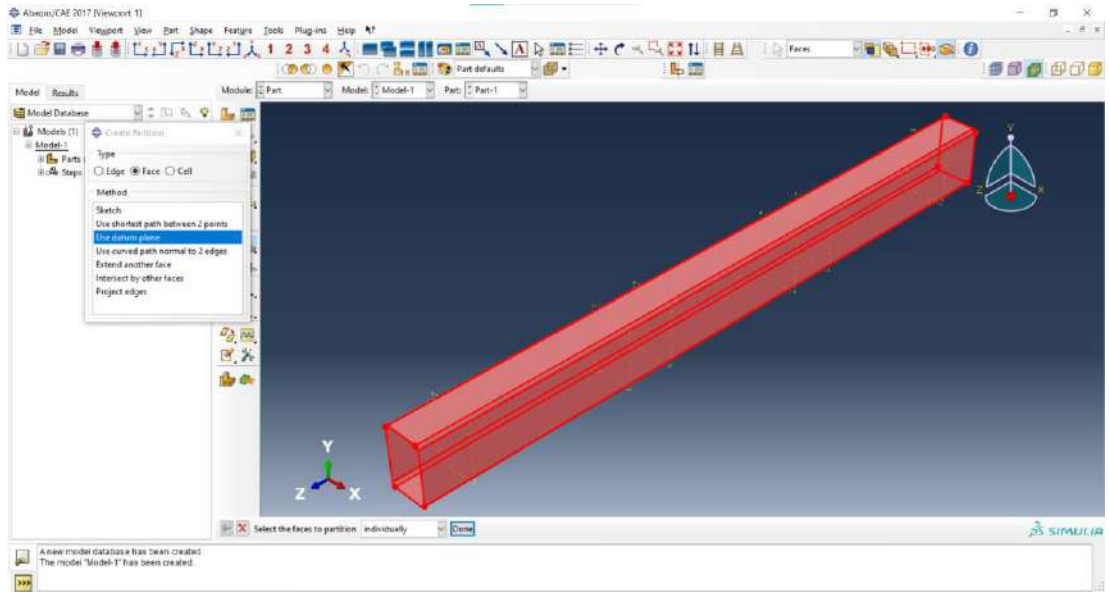 Abaqus/CAE 2017 [Viewport: 1]
File Model Viewport View Part Shape Feature Tools Plug-ins Help
1 2 3 4 A Faces
Part defaults
Model Results Module: Part Model: Model-1 Part: Part-1
Model Database
Models (1)
Model-1
Parts
Steps
Create Partition
Type
Edge Face Cell
Method
Sketch
Use shortest path between 2 points
Use datum plane
Use curved path normal to 2 edges
Extend another face
Intersect by other faces
Project edges
Y
Z X
Y
Z X
Select the faces to partition individually Done
SIMULIA
A new model database has been created.
The model "Model-1" has been created.
>>>